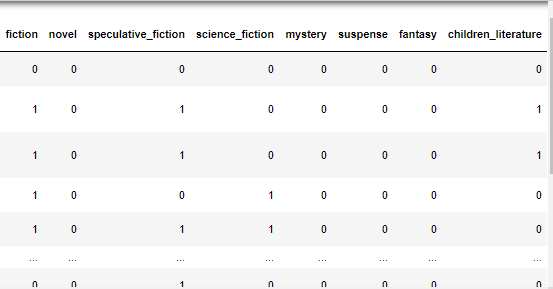 fiction novel speculative_fiction science_fiction mystery suspense fantasy children_literature
0 0 0 0 0 0 0 0
1 0 1 0 0 0 0 1
1 0 1 0 0 0 0 1
1 0 0 1 0 0 0 0
1 0 1 1 0 0 0 0
... ... ... ... ... ... ... ...
0 0 1 0 0 0 0 0